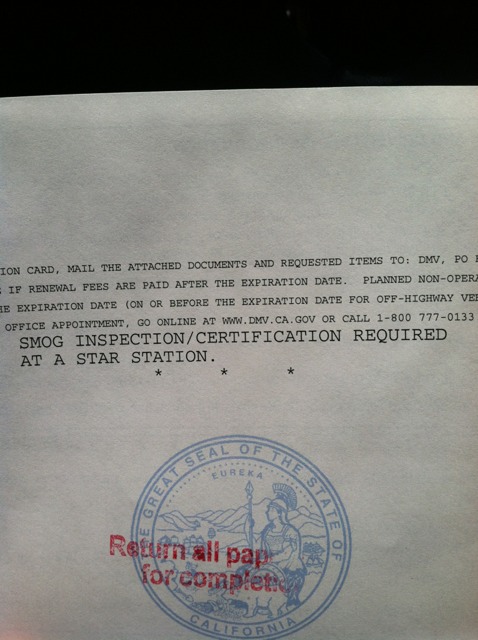 ION CARD, MAIL THE ATTACHED DOCUMENTS AND REQUESTED ITEMS TO: DMV, PO
IF RENEWAL FEES ARE PAID AFTER THE EXPIRATION DATE. PLANNED NON-OPERA
EXPIRATION DATE (ON OR BEFORE THE EXPIRATION DATE FOR OFF-HIGHWAY VE
OFFICE APPOINTMENT, GO ONLINE AT WWW.DMV.CA.GOV OR CALL 1-800 777-0133
SMOG INSPECTION/CERTIFICATION REQUIRED
AT A STAR STATION.
* * *
GREAT SEAL OF THE STATE OF
EUREKA
Return all pap
for completi
CALIFORNIA